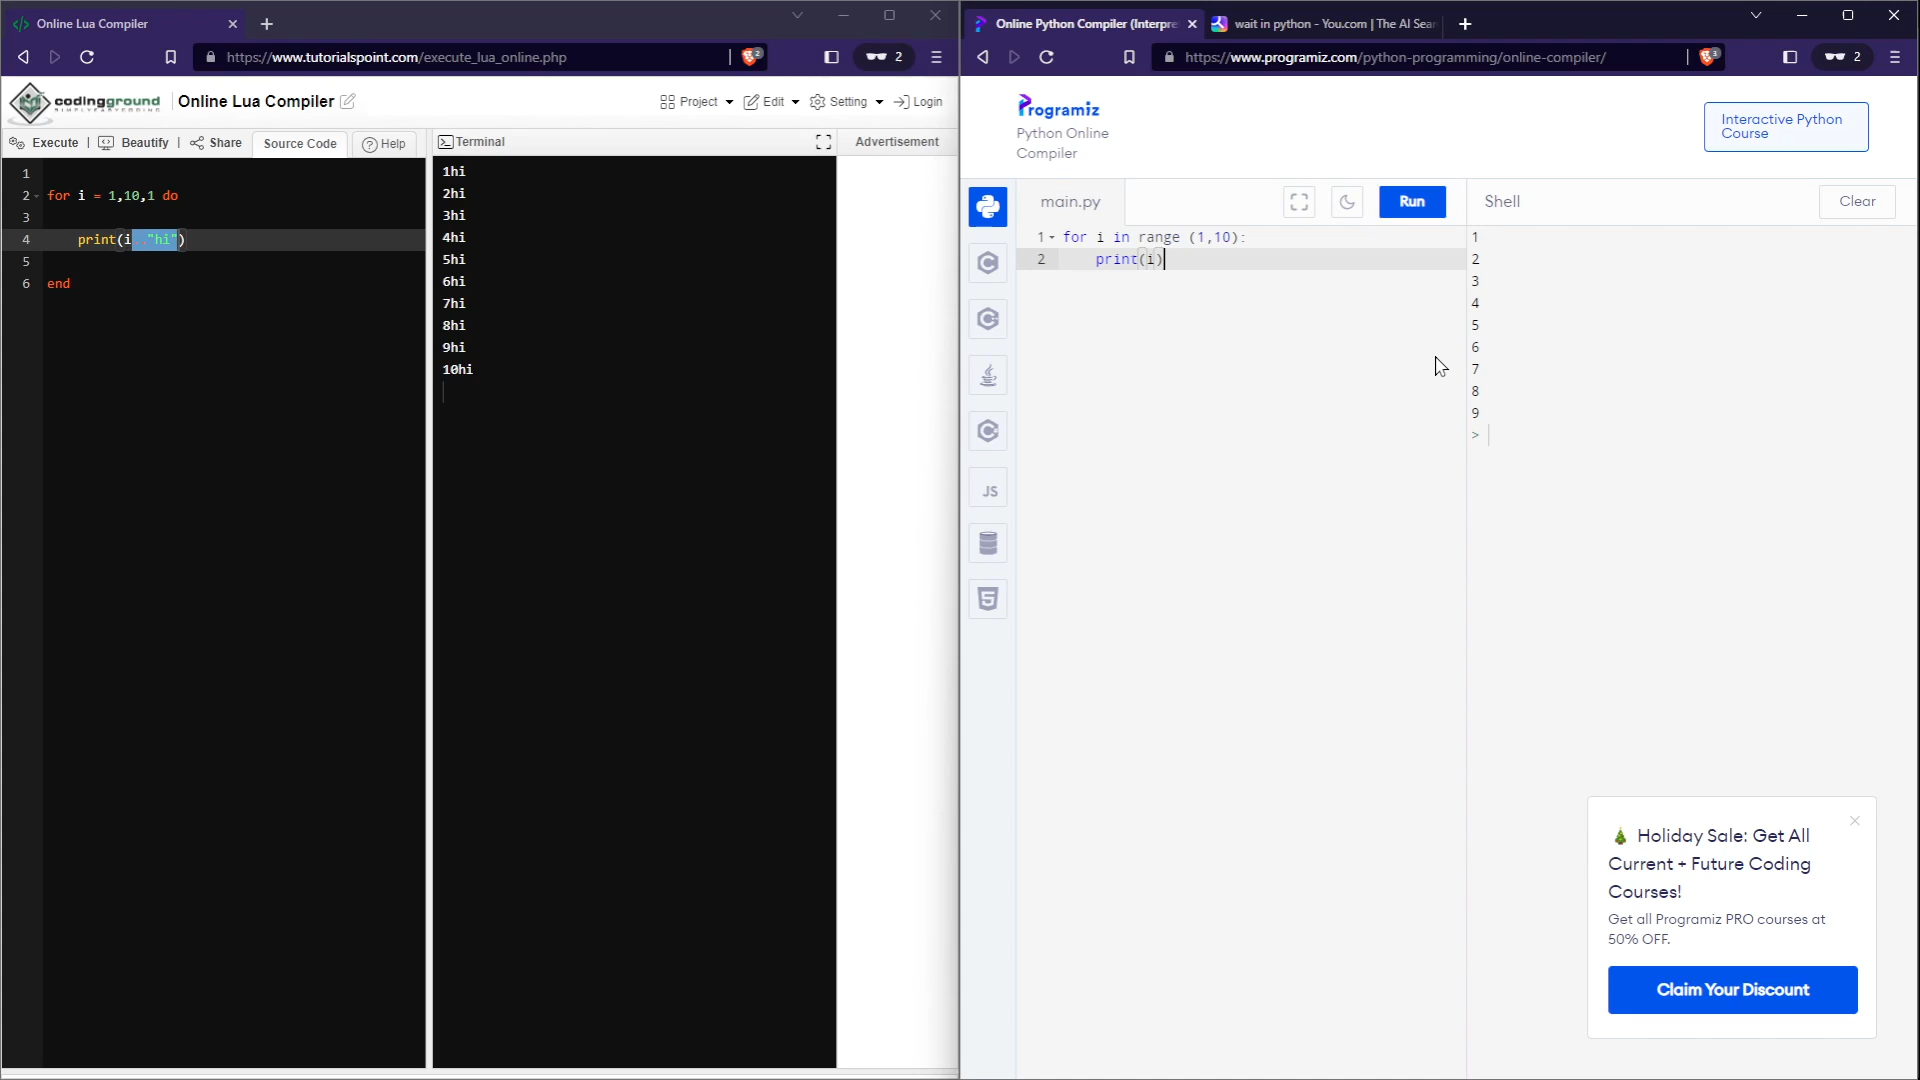 Online Lua Compiler
https://www.tutorialspoint.com/execute_lua_online.php
2
2
codingground
SIMPLYEASYCODING
Online Lua Compiler
Project
Edit
Setting
Login
Execute
Beautify
Share
Source Code
Help
Terminal
Advertisement
1
2 for i = 1,10,1 do
3
4 print(i.."hi")
5
6 end
1hi
2hi
3hi
4hi
5hi
6hi
7hi
8hi
9hi
10hi
Online Python Compiler (Interpre
wait in python - You.com | The AI Sear
https://www.programiz.com/python-programming/online-compiler/
3
2
Programiz
Python Online
Compiler
Interactive Python
Course
main.py
Run
Shell
Clear
1 for i in range (1,10):
2 print(i)
JS
1
2
3
4
5
6
7
8
9
>
Holiday Sale: Get All
Current + Future Coding
Courses!
Get all Programiz PRO courses at
50% OFF.
Claim Your Discount